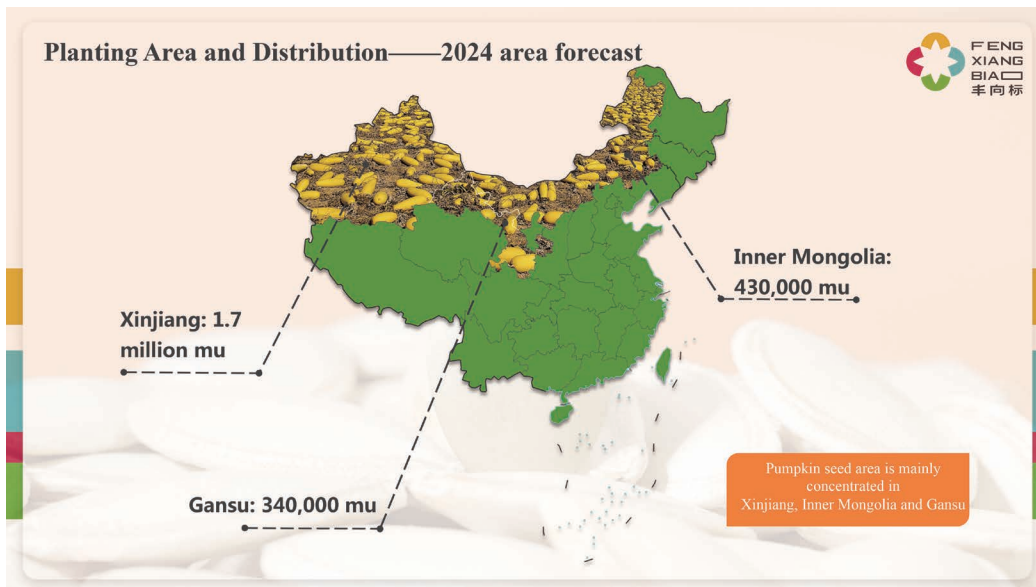 Planting Area and Distribution——2024 area forecast
FENG
XIANG
BIAO
丰向标
Inner Mongolia:
430,000 mu
Xinjiang: 1.7
million mu
Gansu: 340,000 mu
Pumpkin seed area is mainly
concentrated in
Xinjiang, Inner Mongolia and Gansu